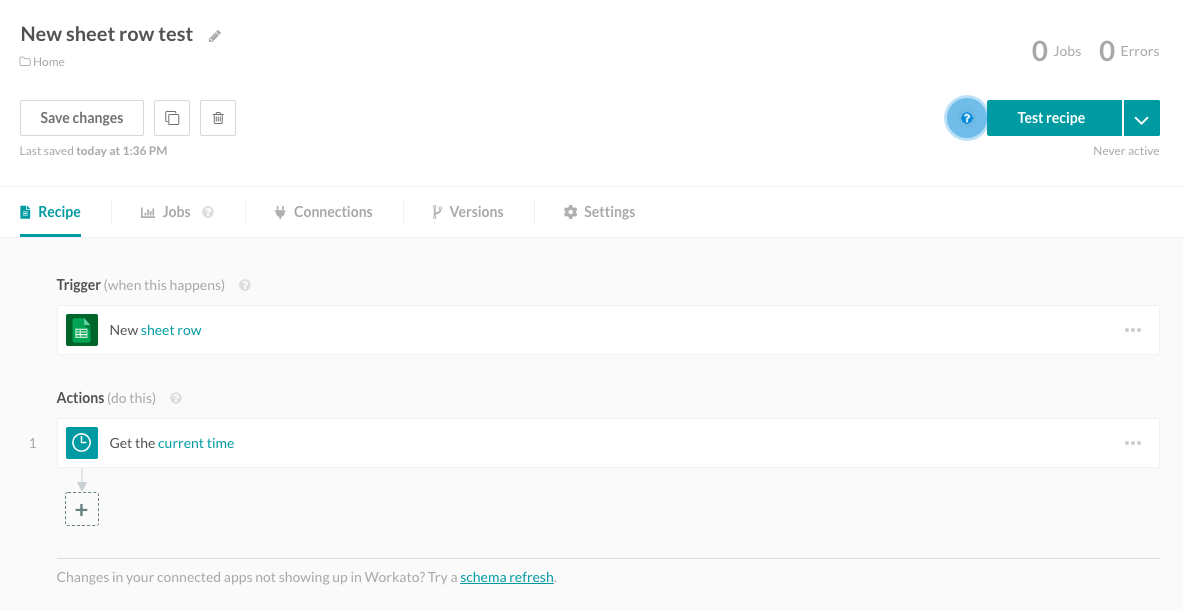 New sheet row test
Home
0 Jobs 0 Errors
Save changes
? Test recipe
Last saved today at 1:36 PM
Never active
Recipe Jobs ? Connections Versions Settings
Trigger (when this happens) ?
New sheet row
Actions (do this) ?
1 Get the current time
+
Changes in your connected apps not showing up in Workato? Try a schema refresh.